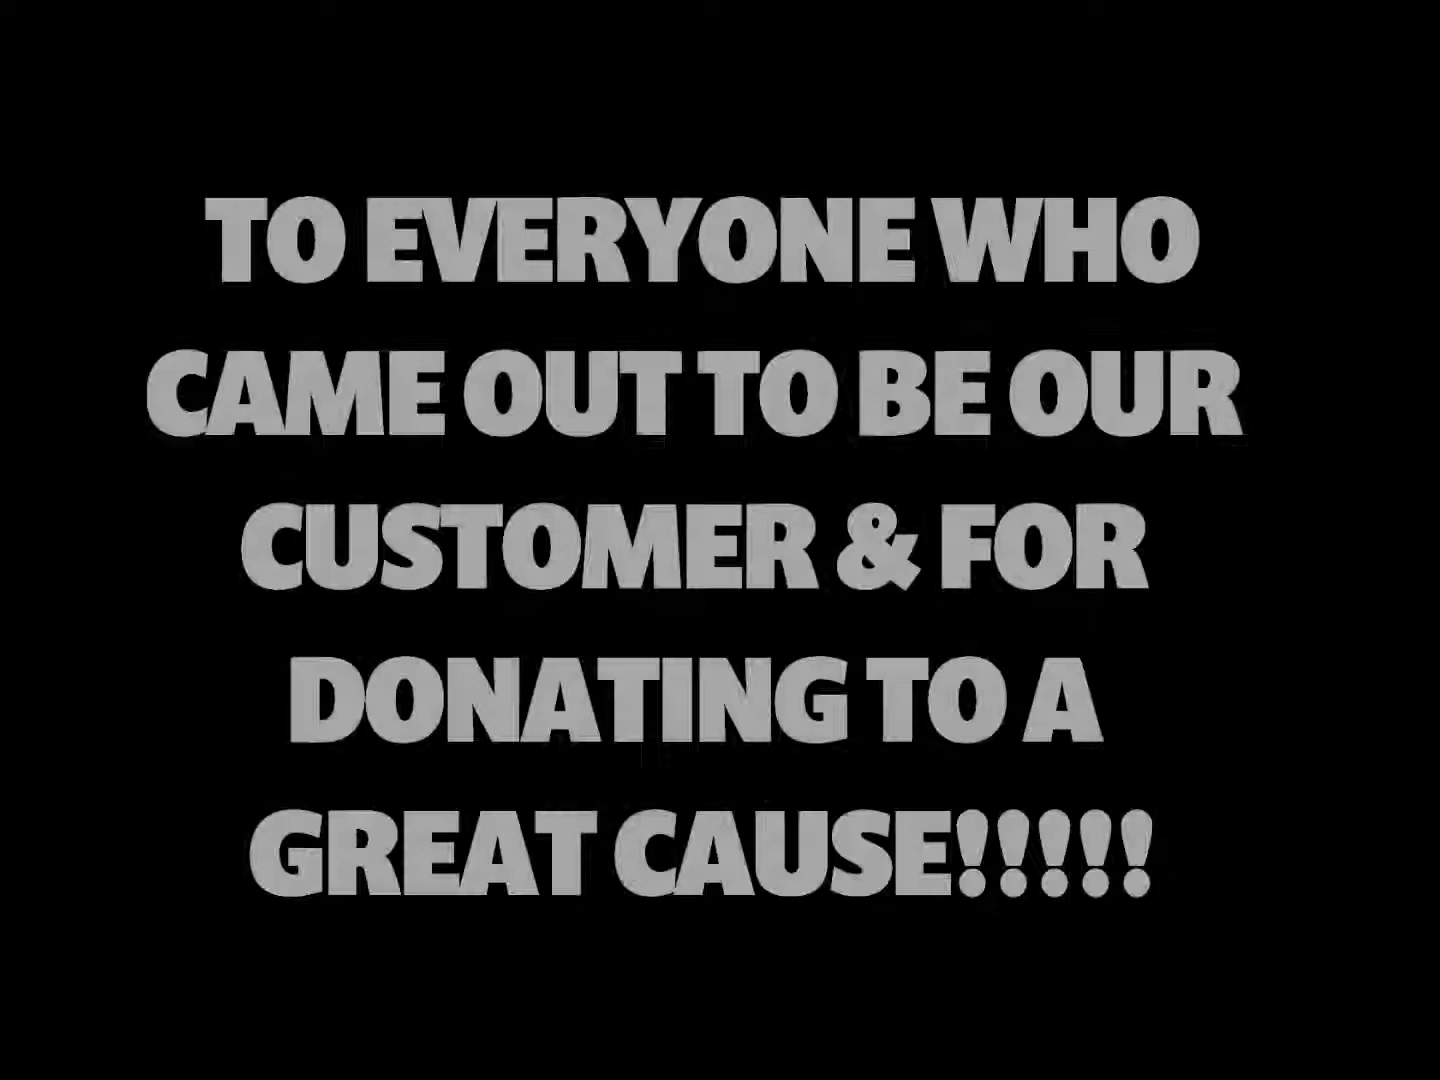 TO EVERYONE WHO
CAME OUT TO BE OUR
CUSTOMER & FOR
DONATING TO A
GREAT CAUSE!!!!!